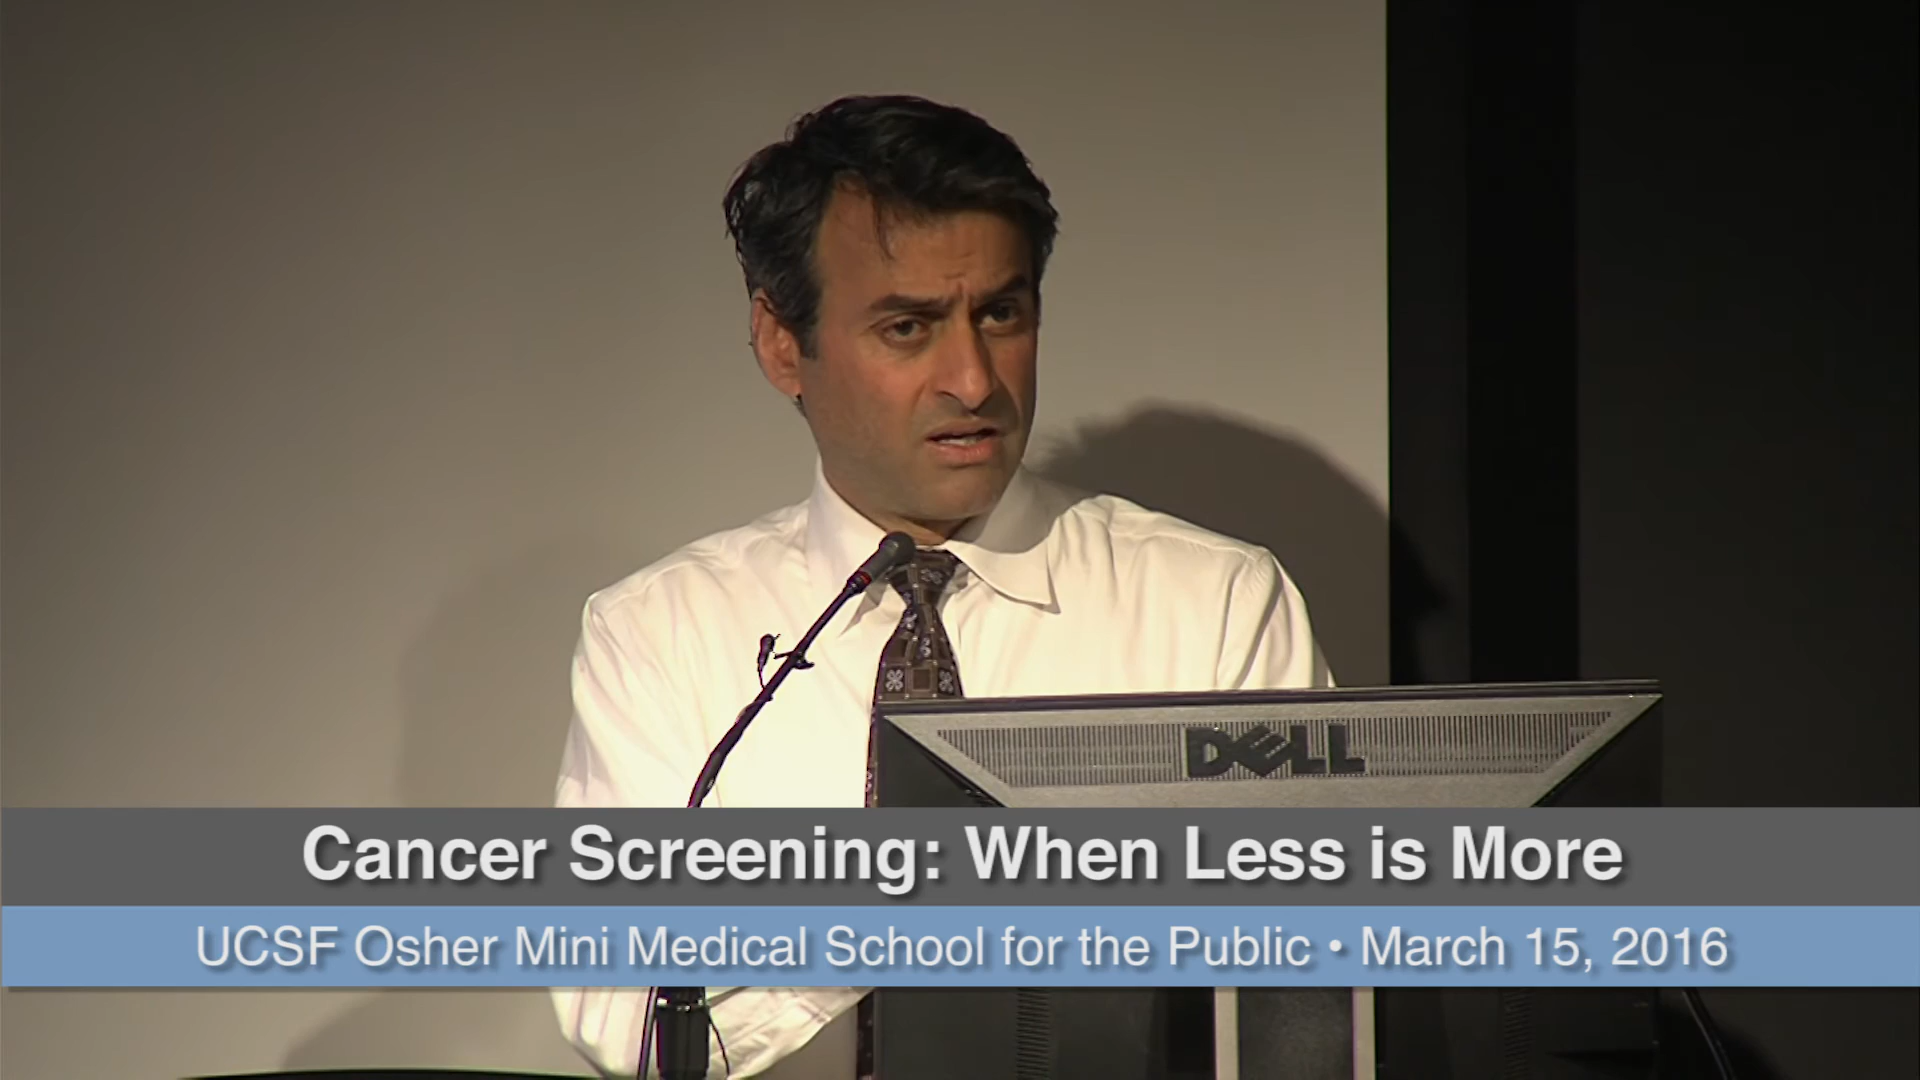 DELL
Cancer Screening: When Less is More
UCSF Osher Mini Medical School for the Public • March 15, 2016